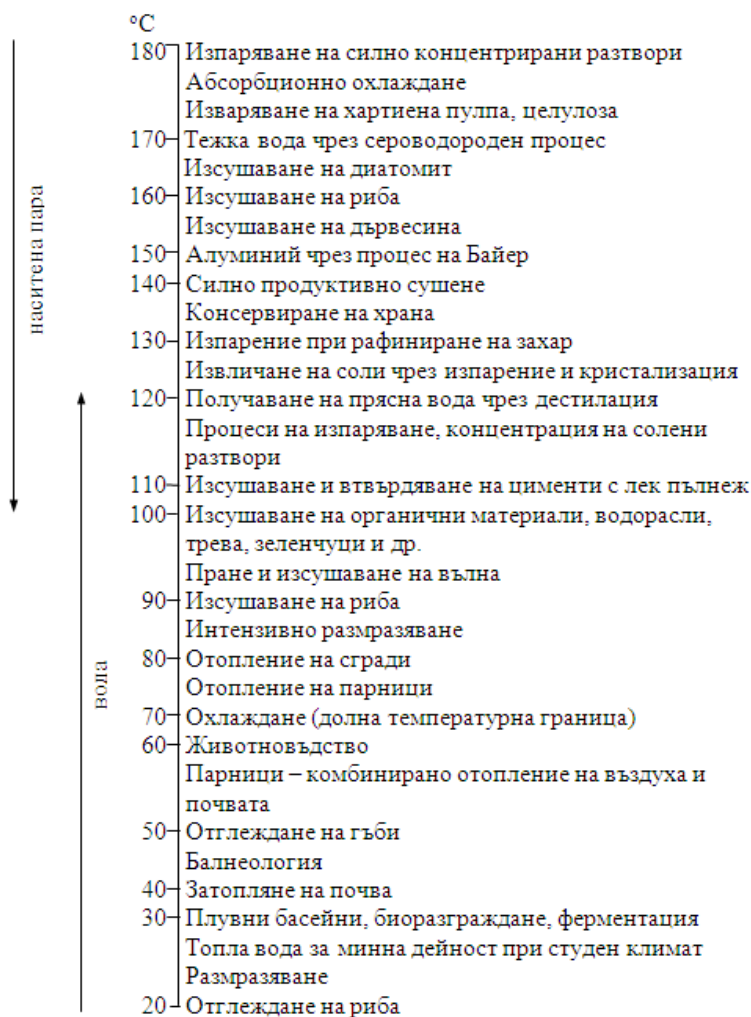 °C
180 Изпаряване на силно концентрирани разтвори
Абсорбционно охлаждане
Изваряване на хартиена пулпа, целулоза
170 Тежка вода чрез сероводороден процес
Изсушаване на диатомит
160 Изсушаване на риба
Изсушаване на дървесина
150 Алуминий чрез процес на Байер
140 Силно продуктивно сушене
Консервиране на храна
130 Изпарение при рафиниране на захар
Извличане на соли чрез изпарение и кристализация
120 Получаване на прясна вода чрез дестилация
Процеси на изпаряване, концентрация на солени
разтвори
110 Изсушаване и втвърдяване на цименти с лек пълнеж
100 Изсушаване на органични материали, водорасли,
трева, зеленчуци и др.
Пране и изсушаване на вълна
90 Изсушаване на риба
Интензивно размразяване
80 Отопление на сгради
Отопление на парници
70 Охлаждане (долна температурна граница)
60 Животновъдство
Парници – комбинирано отопление на въздуха и
почвата
50 Отглеждане на гъби
Балнеология
40 Затопляне на почва
30 Плувни басейни, биоразграждане, ферментация
Топла вода за минна дейност при студен климат
Размразяване
20 Отглеждане на риба
наситена пара
вода